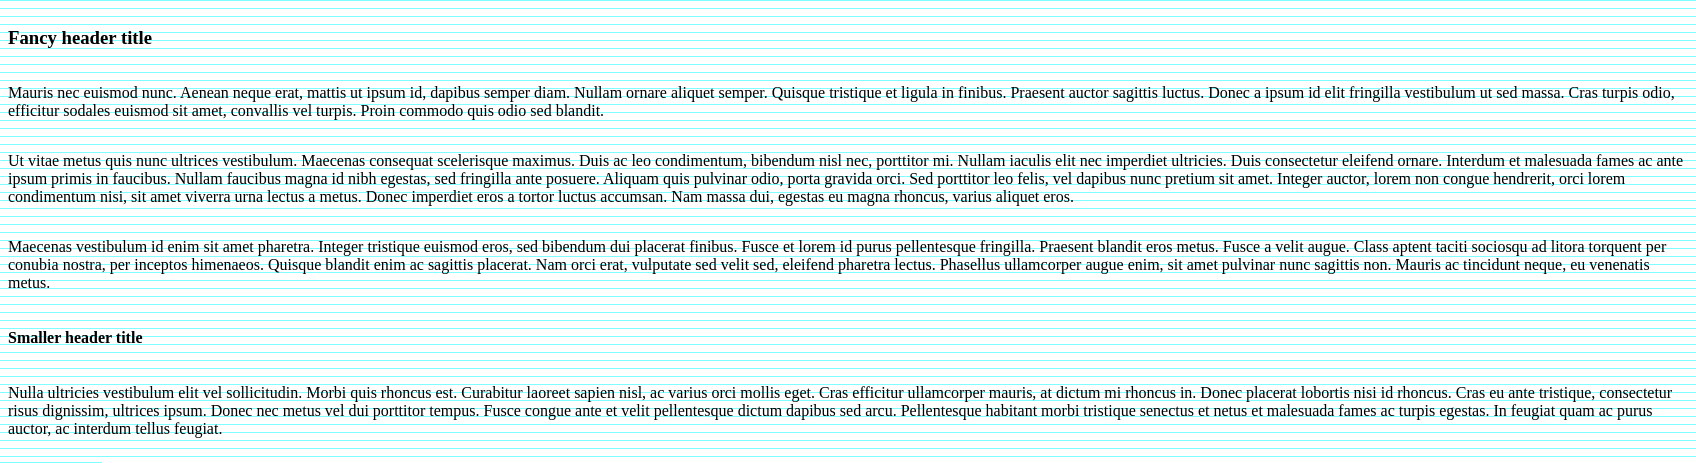 Fancy header title
Mauris nec euismod nunc. Aenean neque erat, mattis ut ipsum id, dapibus semper diam. Nullam ornare aliquet semper. Quisque tristique et ligula in finibus. Praesent auctor sagittis luctus. Donec a ipsum id elit fringilla vestibulum ut sed massa. Cras turpis odio,
efficitur sodales euismod sit amet, convallis vel turpis. Proin commodo quis odio sed blandit.
Ut vitae metus quis nunc ultrices vestibulum. Maecenas consequat scelerisque maximus. Duis ac leo condimentum, bibendum nisl nec, porttitor mi. Nullam iaculis elit nec imperdiet ultricies. Duis consectetur eleifend ornare. Interdum et malesuada fames ac ante
ipsum primis in faucibus. Nullam faucibus magna id nibh egestas, sed fringilla ante posuere. Aliquam quis pulvinar odio, porta gravida orci. Sed porttitor leo felis, vel dapibus nunc pretium sit amet. Integer auctor, lorem non congue hendrerit, orci lorem
condimentum nisi, sit amet viverra urna lectus a metus. Donec imperdiet eros a tortor luctus accumsan. Nam massa dui, egestas eu magna rhoncus, varius aliquet eros.
Maecenas vestibulum id enim sit amet pharetra. Integer tristique euismod eros, sed bibendum dui placerat finibus. Fusce et lorem id purus pellentesque fringilla. Praesent blandit eros metus. Fusce a velit augue. Class aptent taciti sociosqu ad litora torquent per
conubia nostra, per inceptos himenaeos. Quisque blandit enim ac sagittis placerat. Nam orci erat, vulputate sed velit sed, eleifend pharetra lectus. Phasellus ullamcorper augue enim, sit amet pulvinar nunc sagittis non. Mauris ac tincidunt neque, eu venenatis
metus.
Smaller header title
Nulla ultricies vestibulum elit vel sollicitudin. Morbi quis rhoncus est. Curabitur laoreet sapien nisl, ac varius orci mollis eget. Cras efficitur ullamcorper mauris, at dictum mi rhoncus in. Donec placerat lobortis nisi id rhoncus. Cras eu ante tristique, consectetur
risus dignissim, ultrices ipsum. Donec nec metus vel dui porttitor tempus. Fusce congue ante et velit pellentesque dictum dapibus sed arcu. Pellentesque habitant morbi tristique senectus et netus et malesuada fames ac turpis egestas. In feugiat quam ac purus
auctor, ac interdum tellus feugiat.